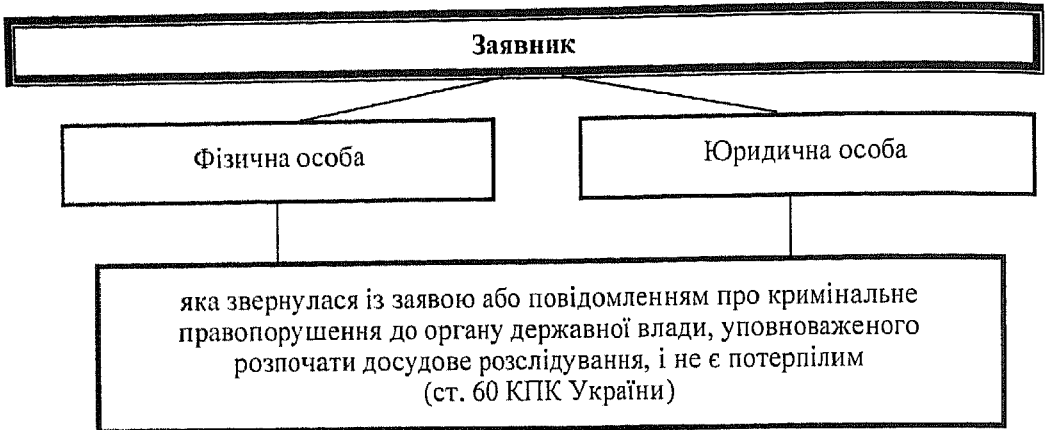 Заявник
Фізична особа
Юридична особа
яка звернулася із заявою або повідомленням про кримінальне
правопорушення до органу державної влади, уповноваженого
розпочати досудове розслідування, і не є потерпілим
(ст. 60 КПК України)